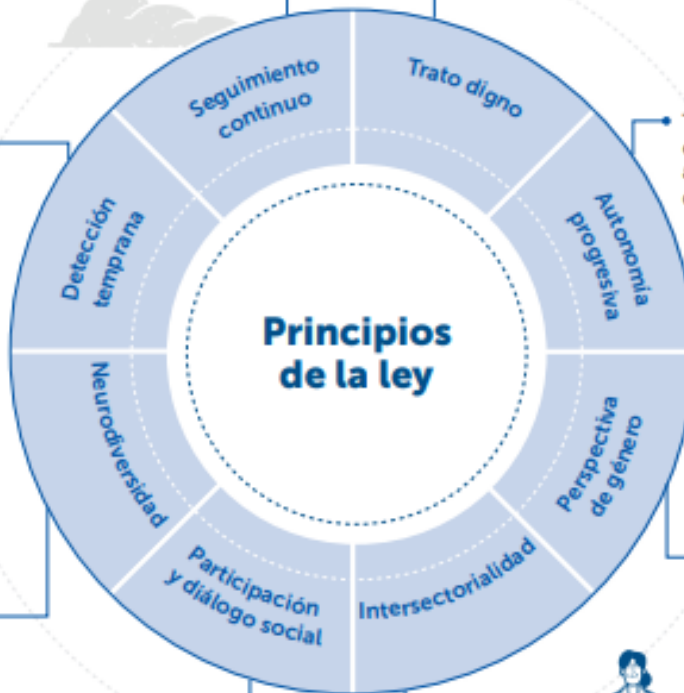 Principios
de la ley
Trato digno
Autonomía
progresiva
Perspectiva
de género
Intersectorialidad
Participación
y diálogo social
Neurodiversidad
Detección
temprana
Seguimiento
continuo